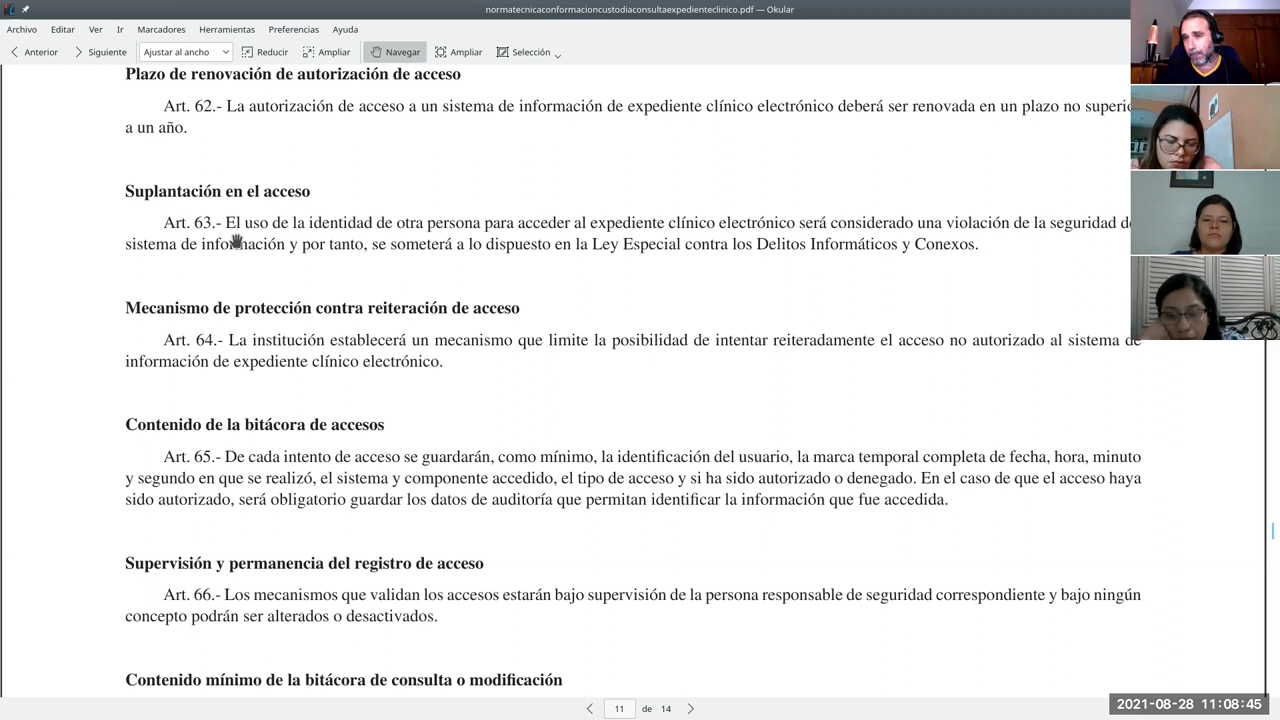 normatecnicaconformacioncustodiaconsultaexpedienteclinico.pdf — Okular
Archivo Editar Ver Ir Marcadores Herramientas Preferencias Ayuda
Anterior Siguiente Ajustar al ancho Reducir Ampliar Navegar Ampliar Selección
Plazo de renovación de autorización de acceso
Art. 62.- La autorización de acceso a un sistema de información de expediente clínico electrónico deberá ser renovada en un plazo no superio
a un año.
Suplantación en el acceso
Art. 63.- El uso de la identidad de otra persona para acceder al expediente clínico electrónico será considerado una violación de la seguridad de
sistema de información y por tanto, se someterá a lo dispuesto en la Ley Especial contra los Delitos Informáticos y Conexos.
Mecanismo de protección contra reiteración de acceso
Art. 64.- La institución establecerá un mecanismo que limite la posibilidad de intentar reiteradamente el acceso no autorizado al sistema de
información de expediente clínico electrónico.
Contenido de la bitácora de accesos
Art. 65.- De cada intento de acceso se guardarán, como mínimo, la identificación del usuario, la marca temporal completa de fecha, hora, minuto
y segundo en que se realizó, el sistema y componente accedido, el tipo de acceso y si ha sido autorizado o denegado. En el caso de que el acceso haya
sido autorizado, será obligatorio guardar los datos de auditoría que permitan identificar la información que fue accedida.
Supervisión y permanencia del registro de acceso
Art. 66.- Los mecanismos que validan los accesos estarán bajo supervisión de la persona responsable de seguridad correspondiente y bajo ningún
concepto podrán ser alterados o desactivados.
Contenido mínimo de la bitácora de consulta o modificación
11 de 14
2021-08-28 11:08:45